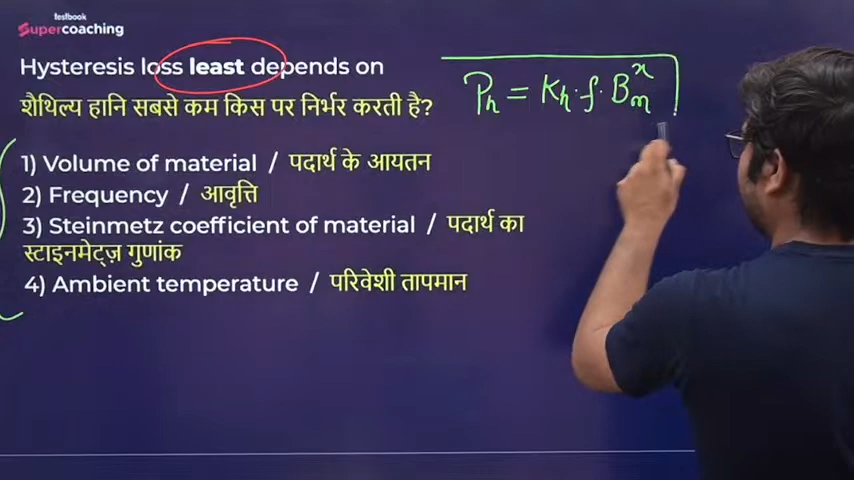 testbook
Supercoaching
Hysteresis loss least depends on
शैथिल्य हानि सबसे कम किस पर निर्भर करती है?
Pₕ = Kₕ · f · Bₘˣ
1) Volume of material / पदार्थ के आयतन
2) Frequency / आवृत्ति
3) Steinmetz coefficient of material / पदार्थ का
स्टाइनमेट्ज़ गुणांक
4) Ambient temperature / परिवेशी तापमान